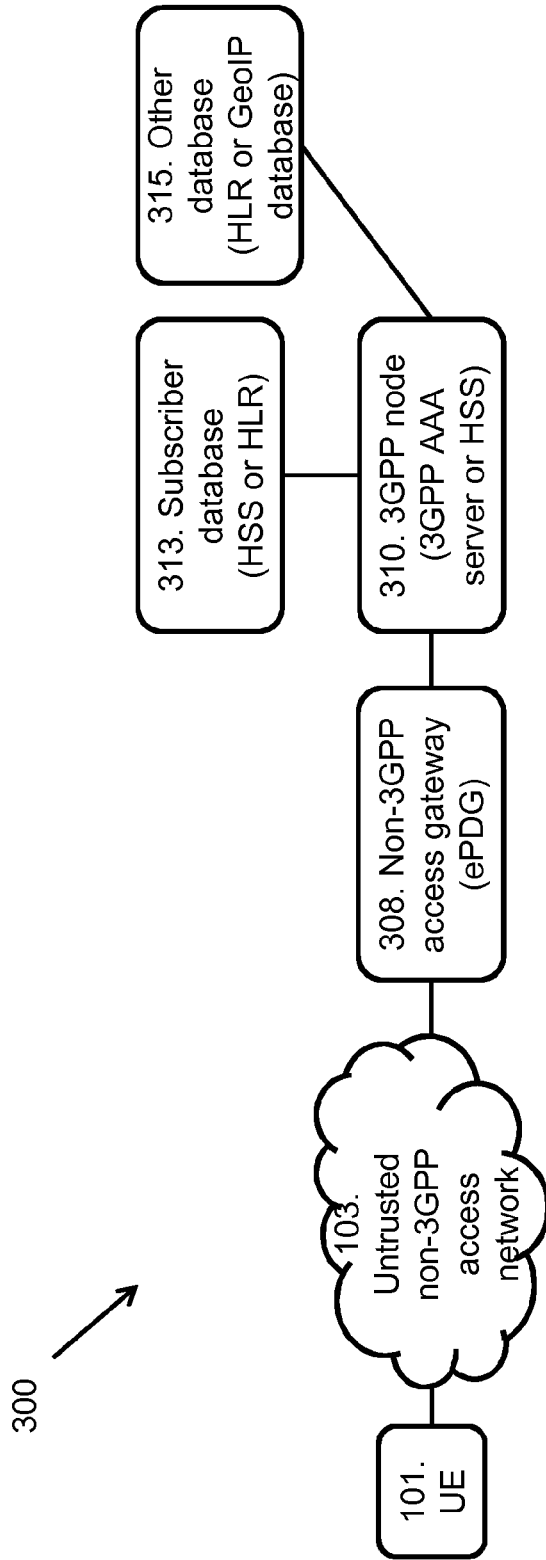 300
101.
UE
103.
Untrusted
non-3GPP
access
network
308. Non-3GPP
access gateway
(ePDG)
310. 3GPP node
(3GPP AAA
server or HSS)
313. Subscriber
database
(HSS or HLR)
315. Other
database
(HLR or GeoIP
database)